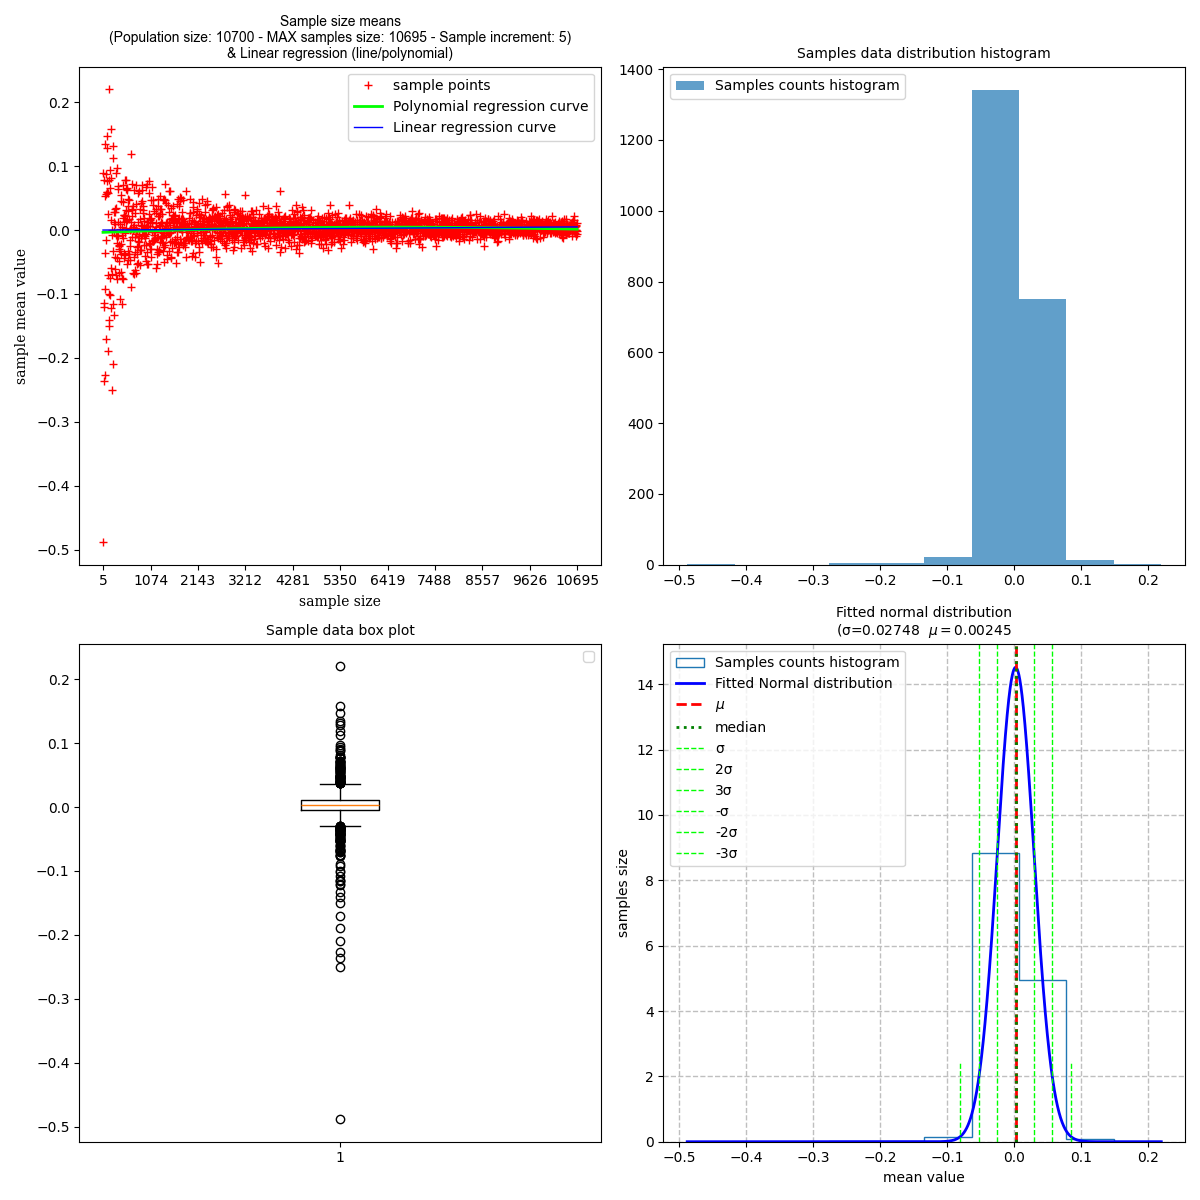 Sample size means
(Population size: 10700 - MAX samples size: 10695 - Sample increment: 5)
& Linear regression (line/polynomial)
sample points
Polynomial regression curve
Linear regression curve
0.2
0.1
0.0
−0.1
−0.2
−0.3
−0.4
−0.5
sample mean value
5 1074 2143 3212 4281 5350 6419 7488 8557 9626 10695
sample size
Samples data distribution histogram
Samples counts histogram
1400
1200
1000
800
600
400
200
0
−0.5 −0.4 −0.3 −0.2 −0.1 0.0 0.1 0.2
Sample data box plot
0.2
0.1
0.0
−0.1
−0.2
−0.3
−0.4
−0.5
1
Fitted normal distribution
(σ=0.02748 μ = 0.00245
Samples counts histogram
Fitted Normal distribution
μ
median
σ
2σ
3σ
-σ
-2σ
-3σ
14
12
10
8
6
4
2
0
samples size
−0.5 −0.4 −0.3 −0.2 −0.1 0.0 0.1 0.2
mean value